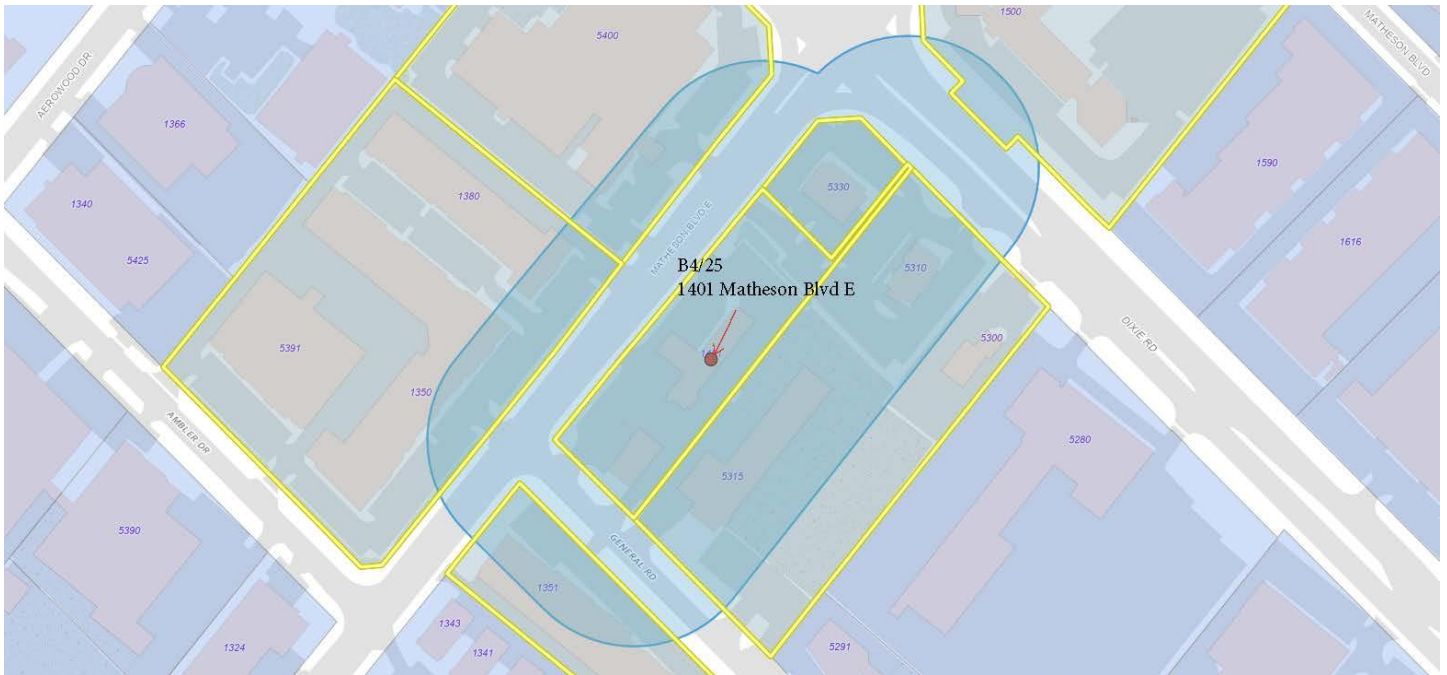 1500
MATHESON BLVD
5400
AEROWOOD DR
1366
1590
1380
5330
1340
MATHESON BLVD E
1616
5425
B4/25
1401 Matheson Blvd E
5310
DIXIE RD
5391
5300
1350
AMBLER DR
5280
5315
5390
GENERAL RD
1351
1343
1324
1341
5291